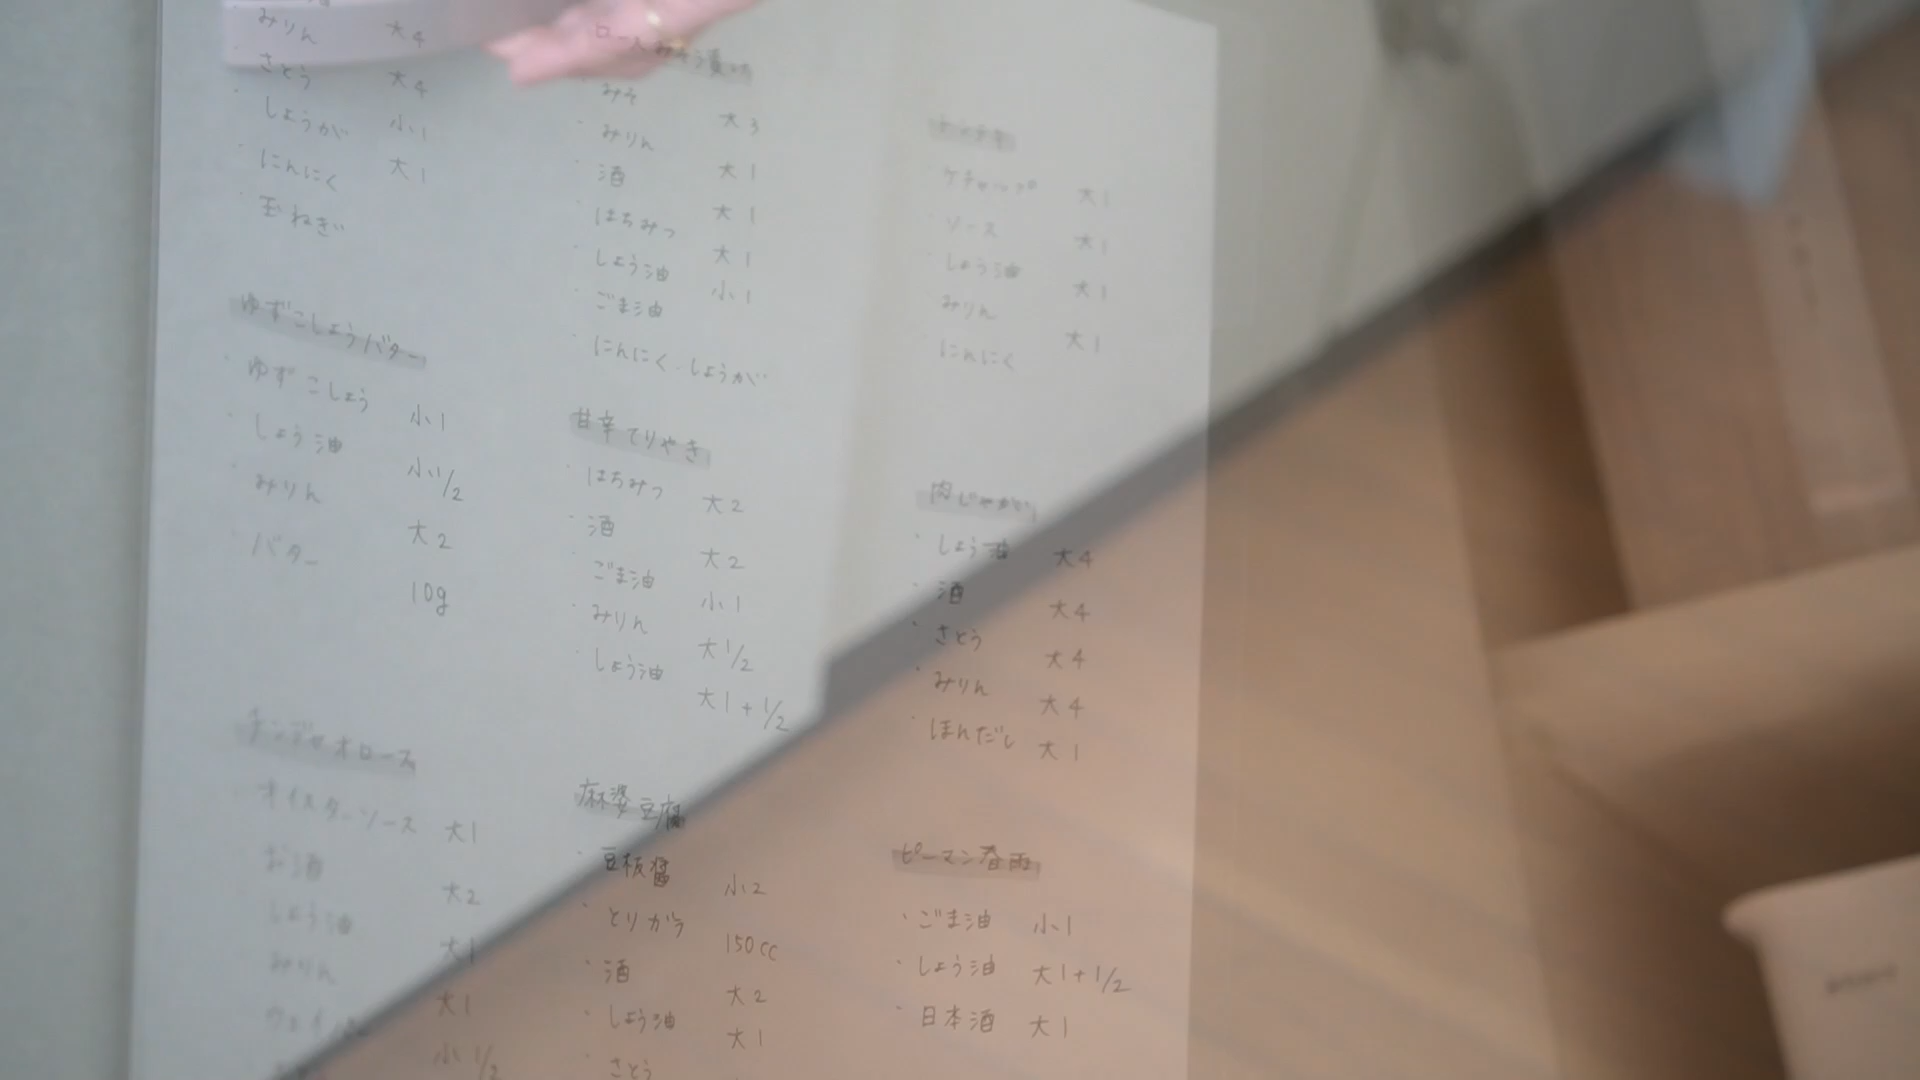 みりん 大4
さとう 大4
しょうが 小1
にんにく 大1
玉ねぎ
ゆずこしょうバター
ゆずこしょう 小1
しょう油 小1/2
みりん 大2
バター 10g
チンジャオロース
オイスターソース 大1
お酒 大2
しょう油 大1
みりん 大1
小1/2
みそ 大3
みりん 大1
酒 大1
はちみつ 大1
しょう油 小1
ごま油
にんにく・しょうが
甘辛てりやき
はちみつ 大2
酒 大2
ごま油 小1
みりん 大1/2
しょう油 大1+1/2
麻婆豆腐
豆板醤 小2
とりガラ 150cc
酒 大2
しょう油 大1
さとう
ケチャップ 大1
ソース 大1
しょう油 大1
みりん 大1
にんにく
肉じゃが
しょう油 大4
酒 大4
さとう 大4
みりん 大4
ほんだし 大1
ピーマン春雨
ごま油 小1
しょう油 大1+1/2
日本酒 大1